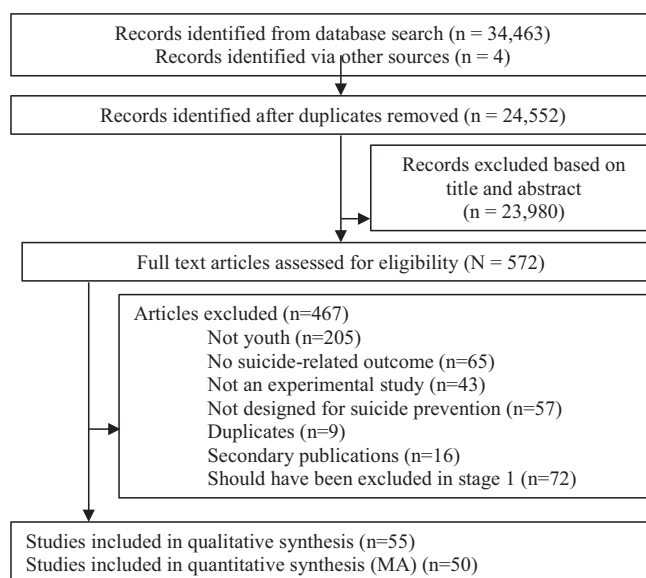 Records identified from database search (n = 34,463)
Records identified via other sources (n = 4)
Records identified after duplicates removed (n = 24,552)
Records excluded based on
title and abstract
(n = 23,980)
Full text articles assessed for eligibility (N = 572)
Articles excluded (n=467)
Not youth (n=205)
No suicide-related outcome (n=65)
Not an experimental study (n=43)
Not designed for suicide prevention (n=57)
Duplicates (n=9)
Secondary publications (n=16)
Should have been excluded in stage 1 (n=72)
Studies included in qualitative synthesis (n=55)
Studies included in quantitative synthesis (MA) (n=50)